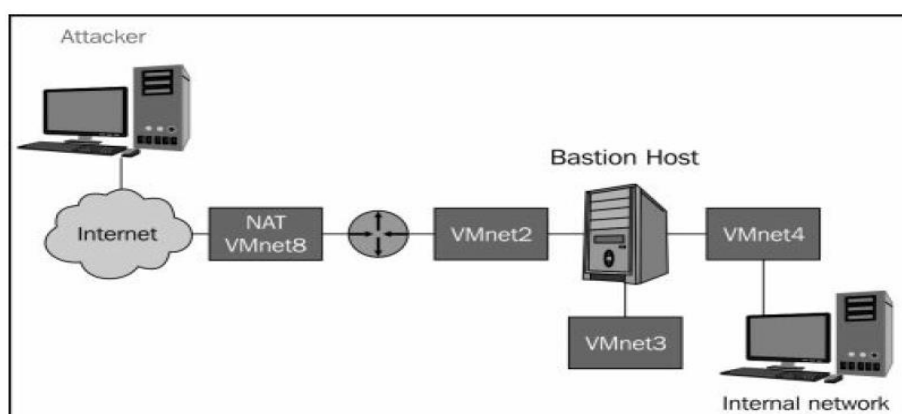 Attacker
Bastion Host
Internet
NAT
VMnet8
VMnet2
VMnet4
VMnet3
Internal network